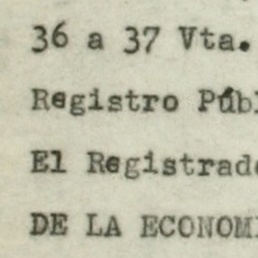 36 a 37 Vta.
Registro Púb
El Registrad
DE LA ECONOM